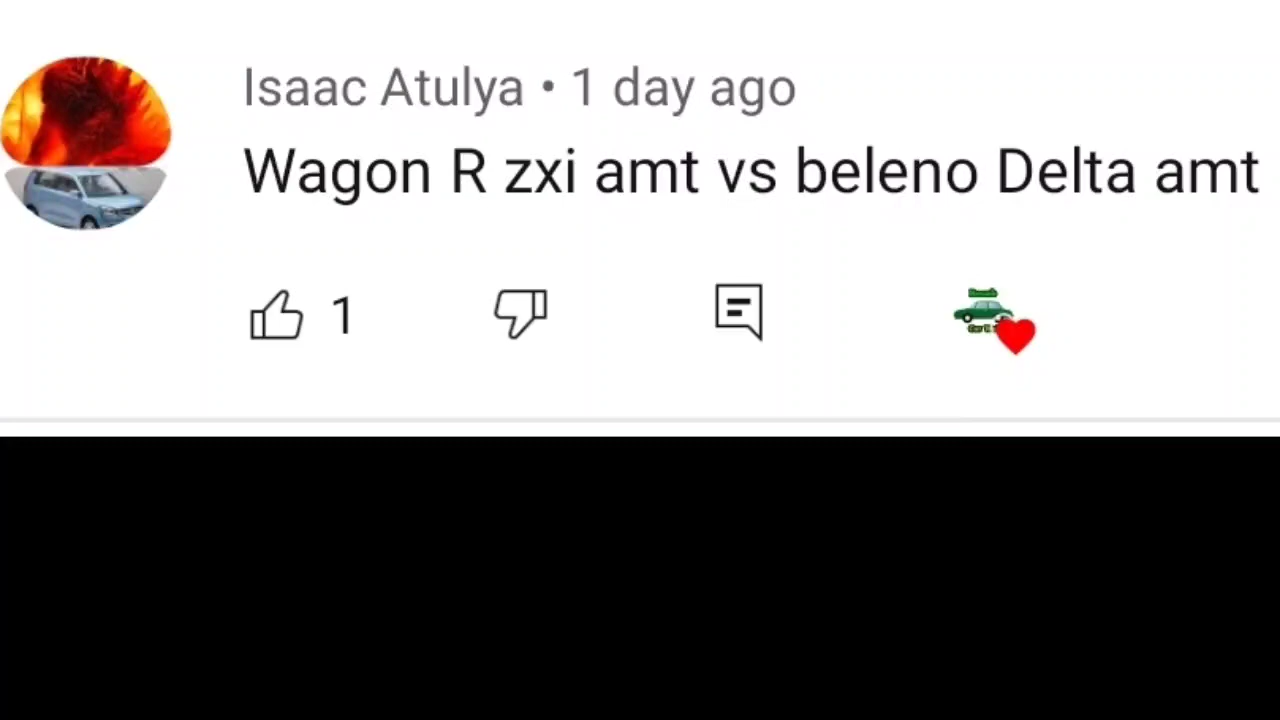 Isaac Atulya • 1 day ago
Wagon R zxi amt vs beleno Delta amt
1